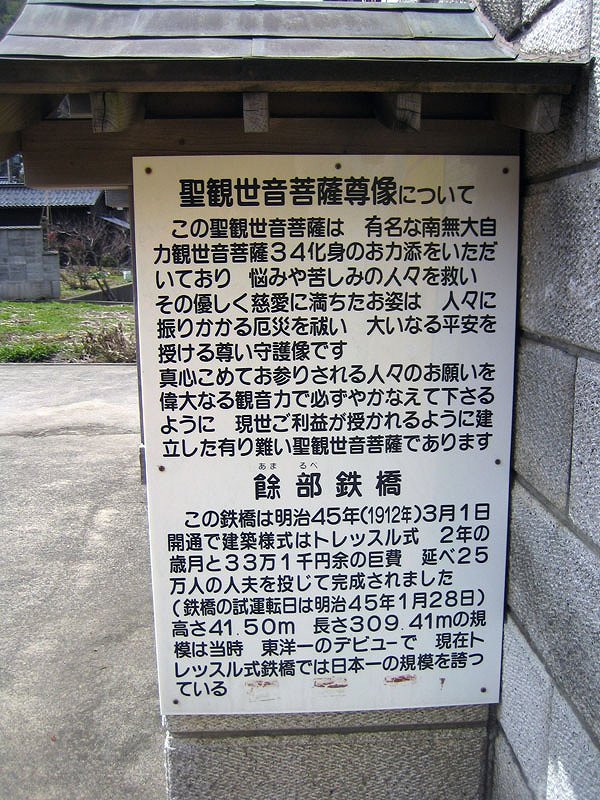 聖観世音菩薩尊像について
この聖観世音菩薩は 有名な南無大自
力観世音菩薩34化身のお力添をいただ
いており 悩みや苦しみの人々を救い
その優しく慈愛に満ちたお姿は 人々に
振りかかる厄災を祓い 大いなる平安を
授ける尊い守護像です
真心こめてお参りされる人々のお願いを
偉大なる観音力で必ずやかなえて下さる
ように 現世ご利益が授かれるように建
立した有り難い聖観世音菩薩であります
あま るべ
餘部鉄橋
この鉄橋は明治45年(1912年)3月1日
開通で建築様式はトレッスル式 2年の
歳月と33万1千円余の巨費 延べ25
万人の人夫を投じて完成されました
(鉄橋の試運転日は明治45年1月28日)
高さ41.50m 長さ309.41mの規
模は当時 東洋一のデビューで 現在ト
レッスル式鉄橋では日本一の規模を誇っ
ている